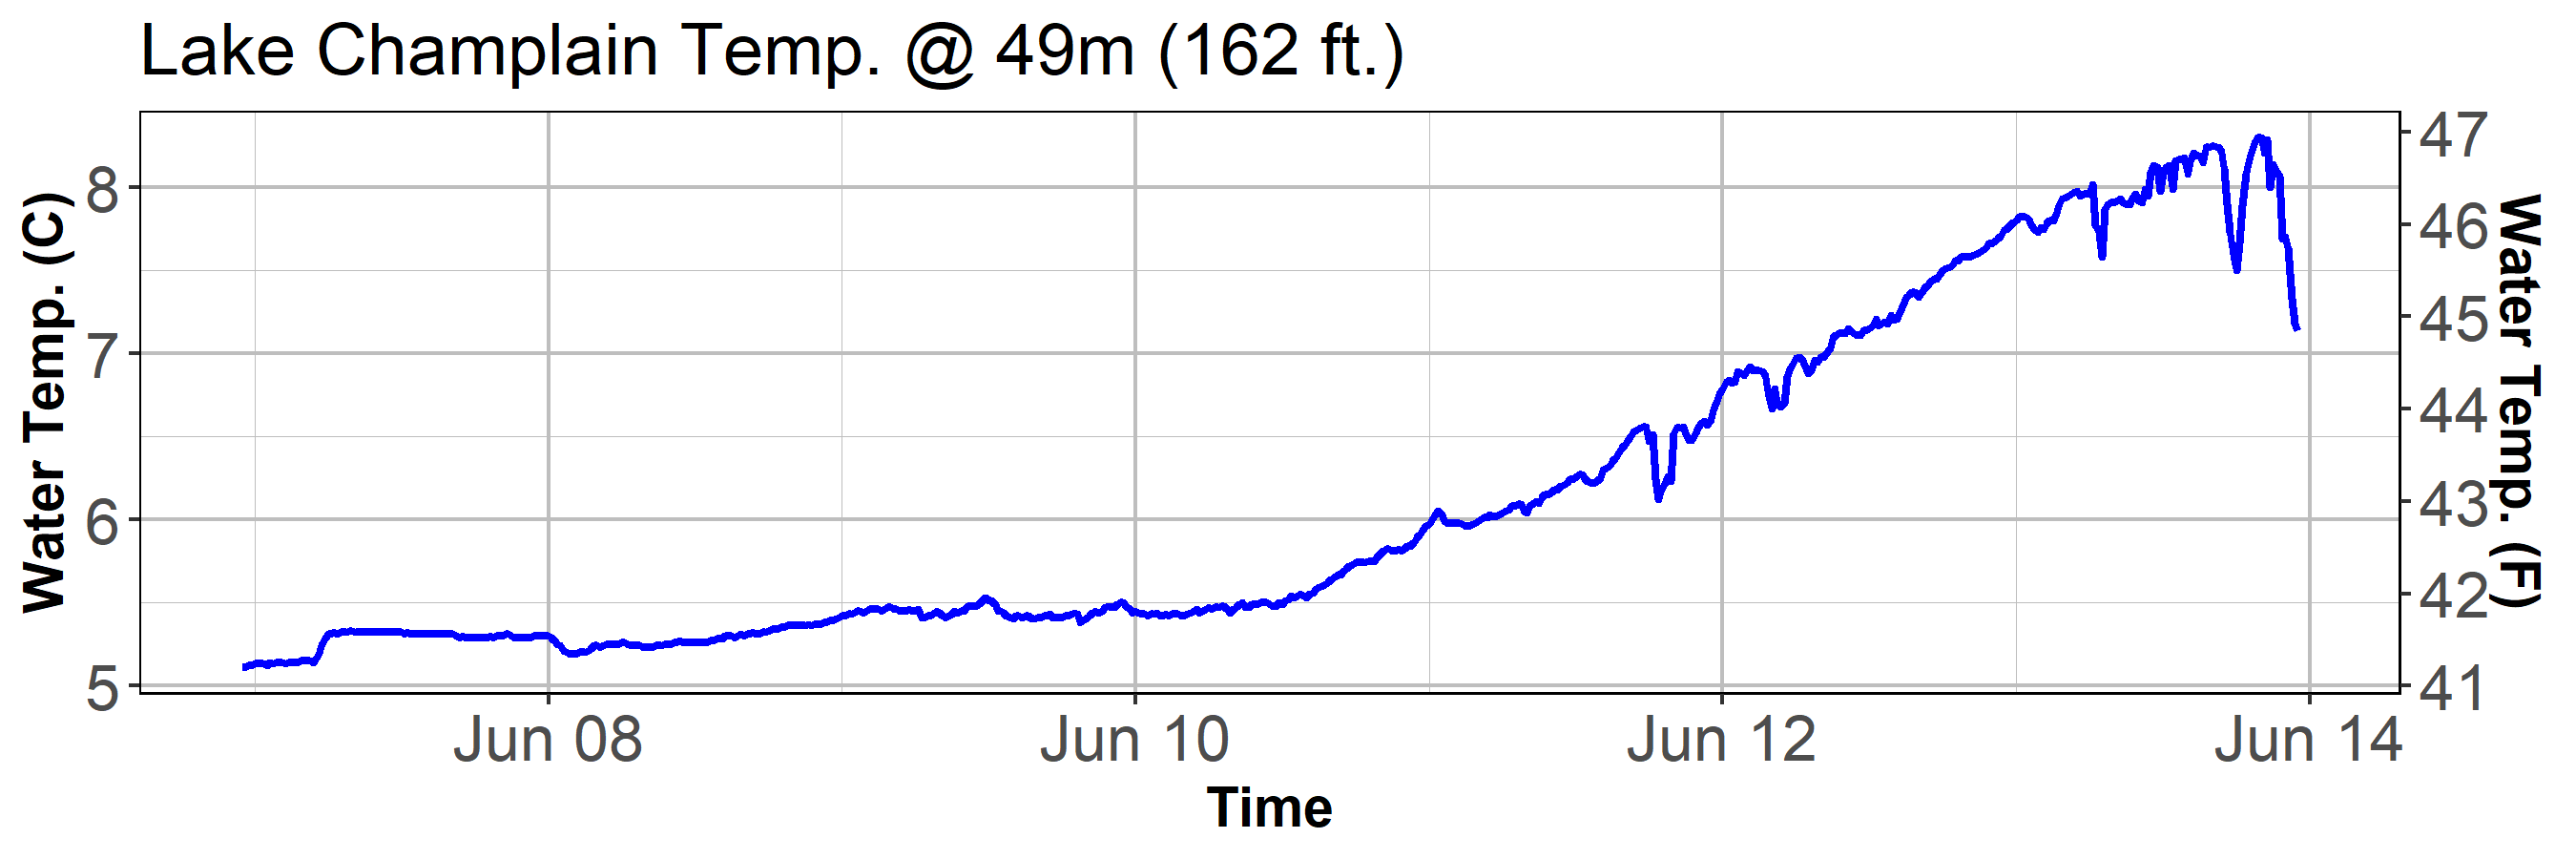 Lake Champlain Temp. @ 49m (162 ft.)
Water Temp. (C)
8
7
6
5
47
46
45
44
43
42
41
Water Temp. (F)
Jun 08
Jun 10
Jun 12
Jun 14
Time